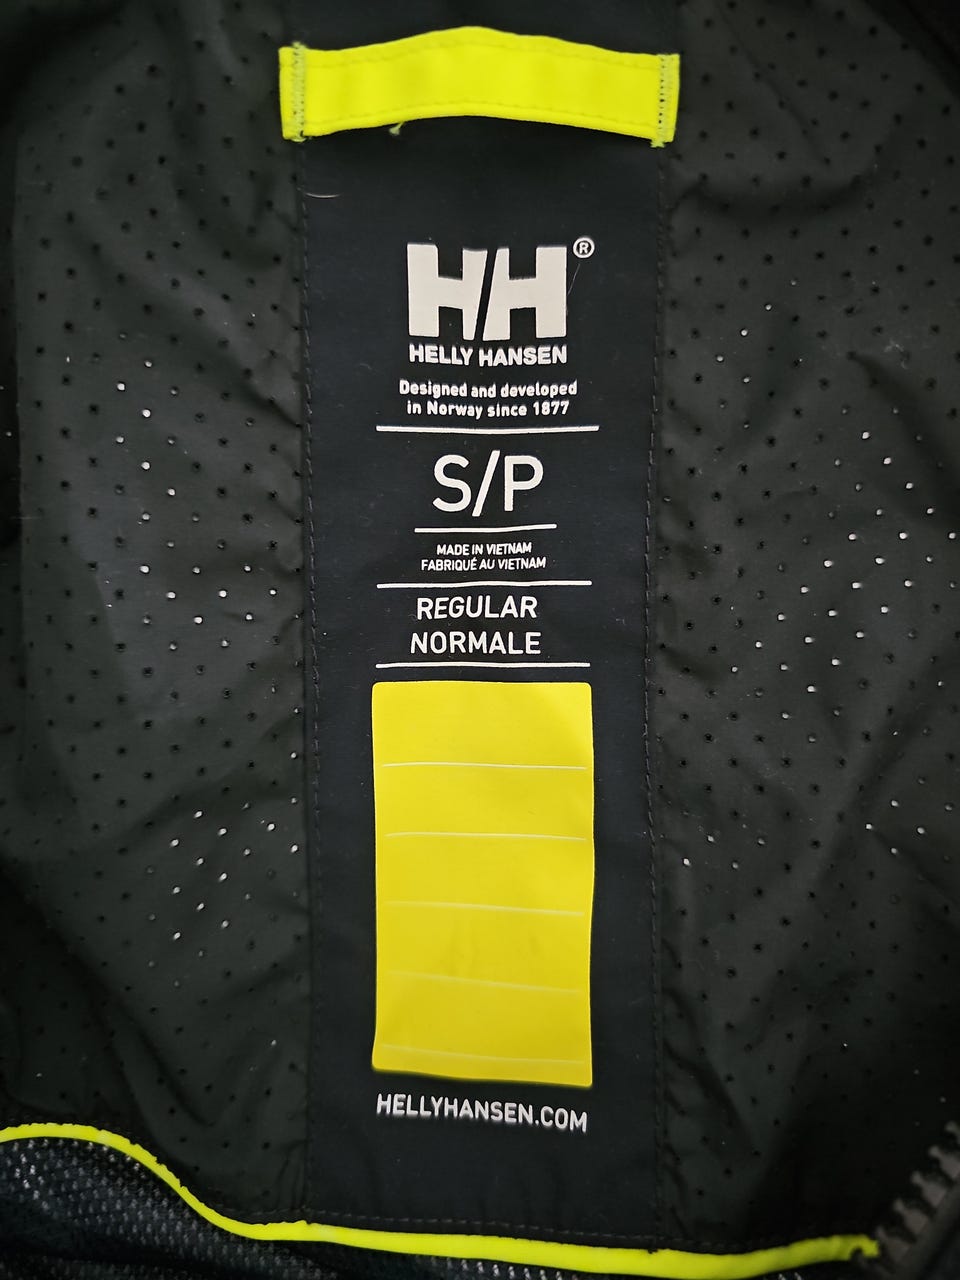 HH®
HELLY HANSEN
Designed and developed
in Norway since 1877
S/P
MADE IN VIETNAM
FABRIQUÉ AU VIETNAM
REGULAR
NORMALE
HELLYHANSEN.COM